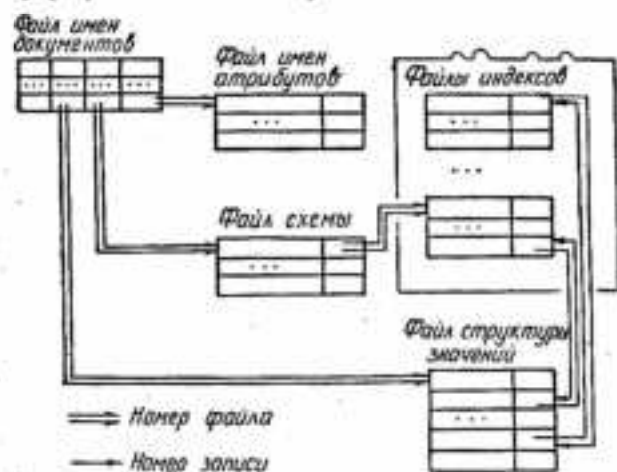 Файл имен
документов
Файл имен
атрибутов
Файлы индексов
... ... ... ...
...
...
...
Файл схемы
...
...
Файл структуры
значений
...
Номер файла
Номер записи